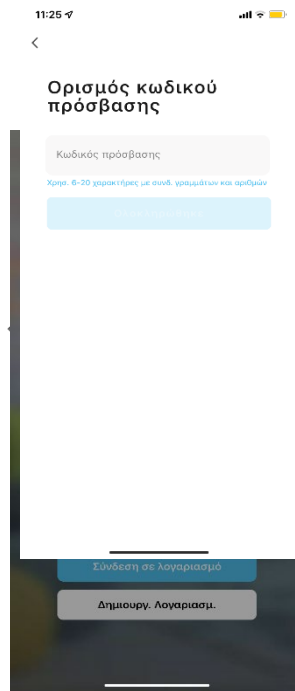 11:25
Ορισμός κωδικού
πρόσβασης
Κωδικός πρόσβασης
Χρησ. 6-20 χαρακτήρες με συνδ. γραμμάτων και αριθμών
Σύνδεση σε λογαριασμό
Δημιουργ. Λογαριασμ.